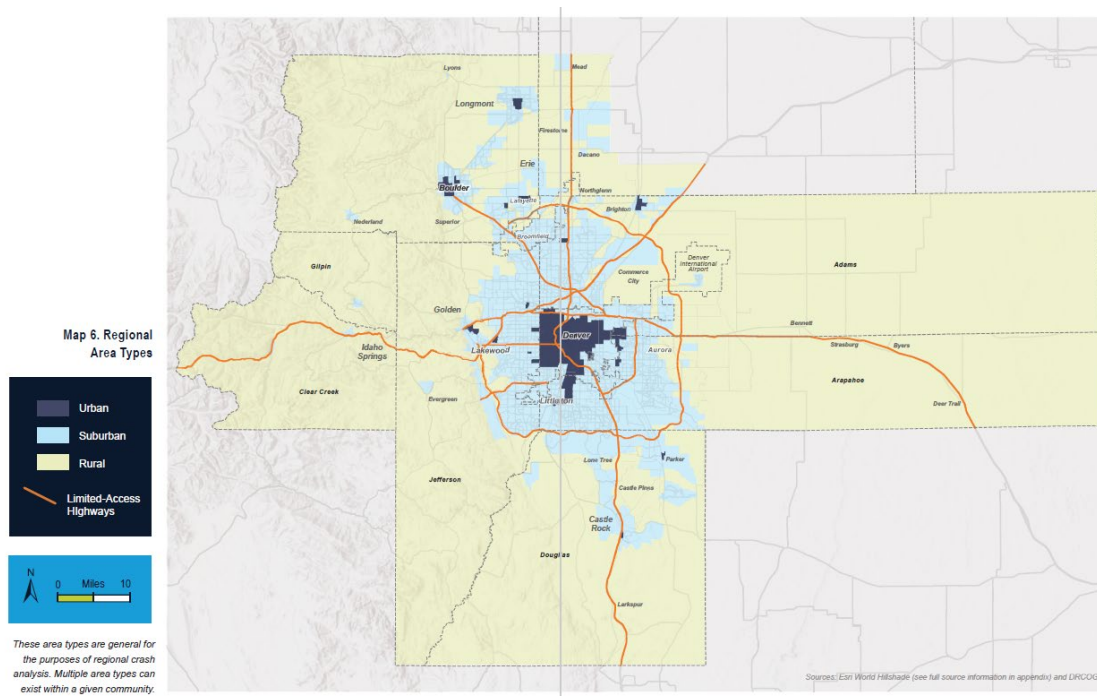 Map 6. Regional
Area Types
Urban
Suburban
Rural
Limited-Access
Highways
N
0 Miles 10
These area types are general for
the purposes of regional crash
analysis. Multiple area types can
exist within a given community.
Lyons
Mead
Longmont
Firestone
Dacono
Erie
Boulder
Northglenn
Lafayette
Brighton
Nederland
Superior
Broomfield
Denver
International
Airport
Gilpin
Commerce
City
Adams
Golden
Bennett
Idaho
Springs
Lakewood
Denver
Aurora
Strasburg
Byers
Clear Creek
Evergreen
Littleton
Arapahoe
Deer Trail
Lone Tree
Parker
Jefferson
Castle Pines
Castle
Rock
Douglas
Larkspur
Sources: Esri World Hillshade (see full source information in appendix) and DRCOG